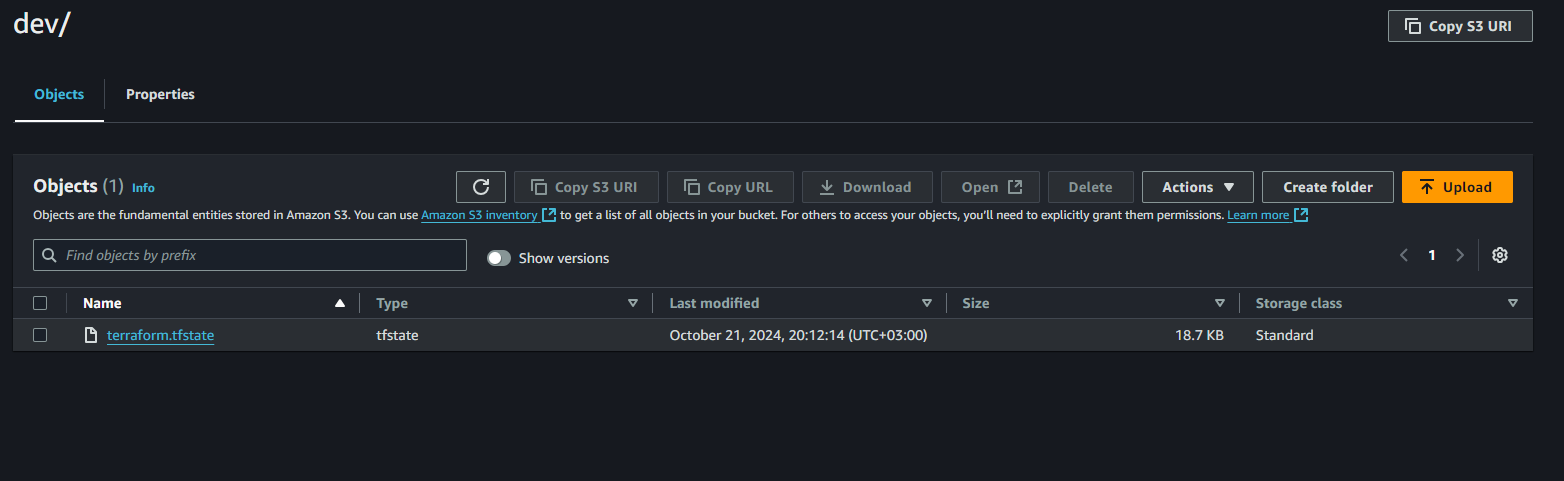 dev/
Copy S3 URI
Objects
Properties
Objects (1) Info
Copy S3 URI
Copy URL
Download
Open
Delete
Actions
Create folder
Upload
Objects are the fundamental entities stored in Amazon S3. You can use Amazon S3 inventory to get a list of all objects in your bucket. For others to access your objects, you'll need to explicitly grant them permissions. Learn more
Find objects by prefix
Show versions
1
Name Type Last modified Size Storage class
terraform.tfstate tfstate October 21, 2024, 20:12:14 (UTC+03:00) 18.7 KB Standard